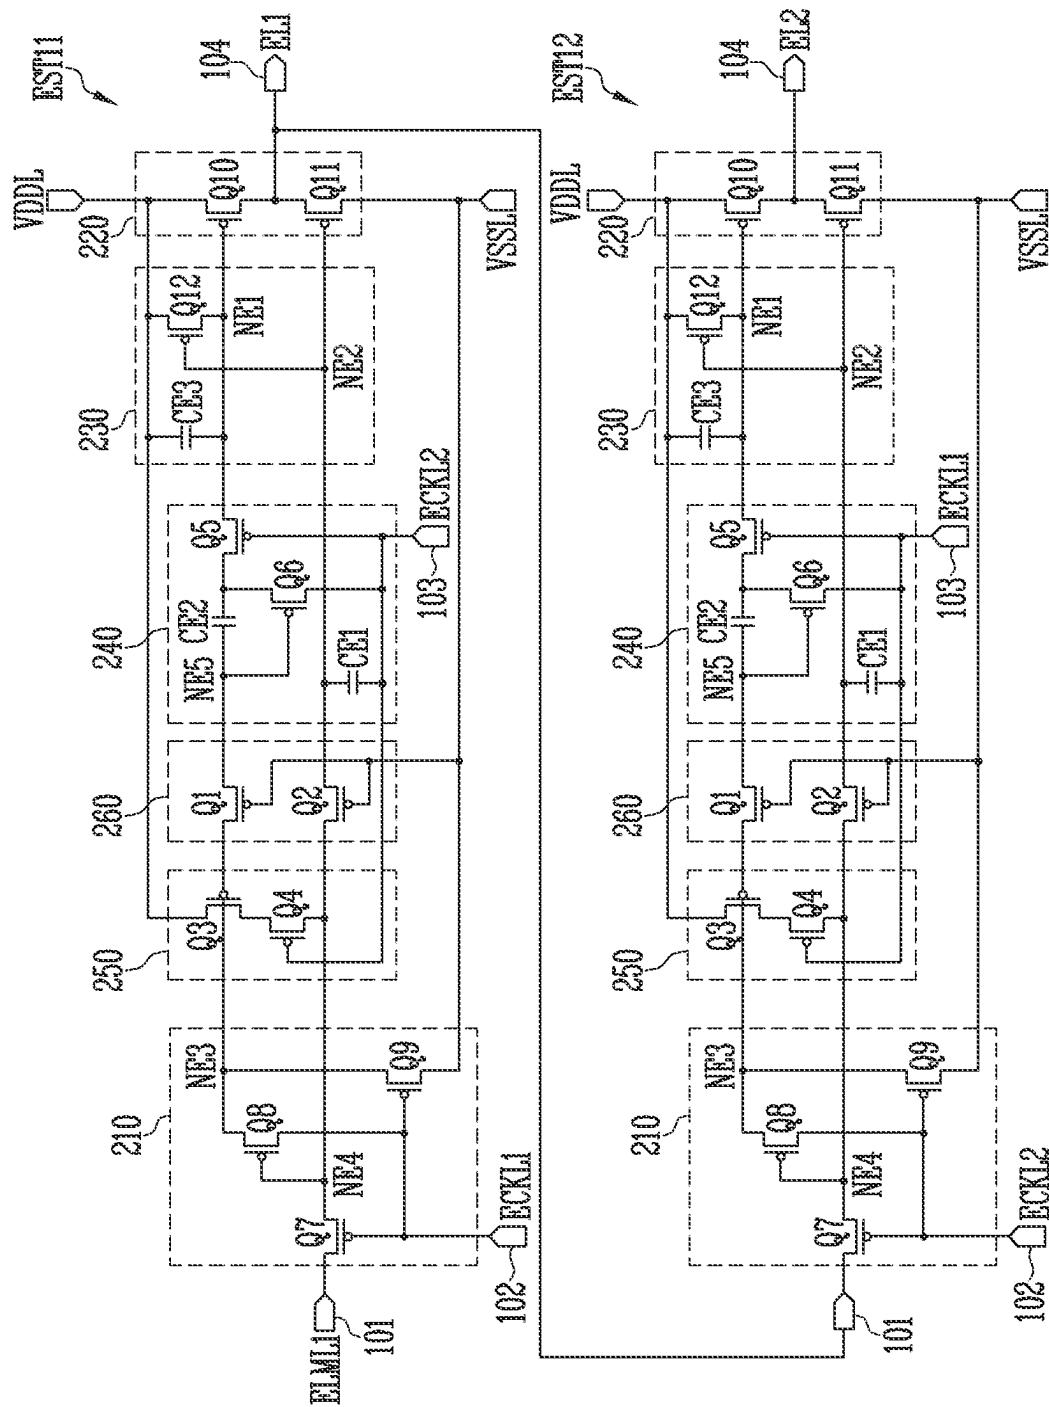 EST11
VDDL
220
Q10
Q11
104
EL1
VSSL
230
Q12
NE1
NE2
CE3
240
Q5
Q6
CE2
NE5
CE1
103
ECKL2
260
Q1
Q2
250
Q3
Q4
210
NE3
Q9
Q8
NE4
Q7
ELML1
101
102
ECKL1
EST12
VDDL
220
Q10
Q11
104
EL2
VSSL
230
Q12
NE1
NE2
CE3
240
Q5
Q6
CE2
NE5
CE1
103
ECKL1
260
Q1
Q2
250
Q3
Q4
210
NE3
Q9
Q8
NE4
Q7
101
102
ECKL2